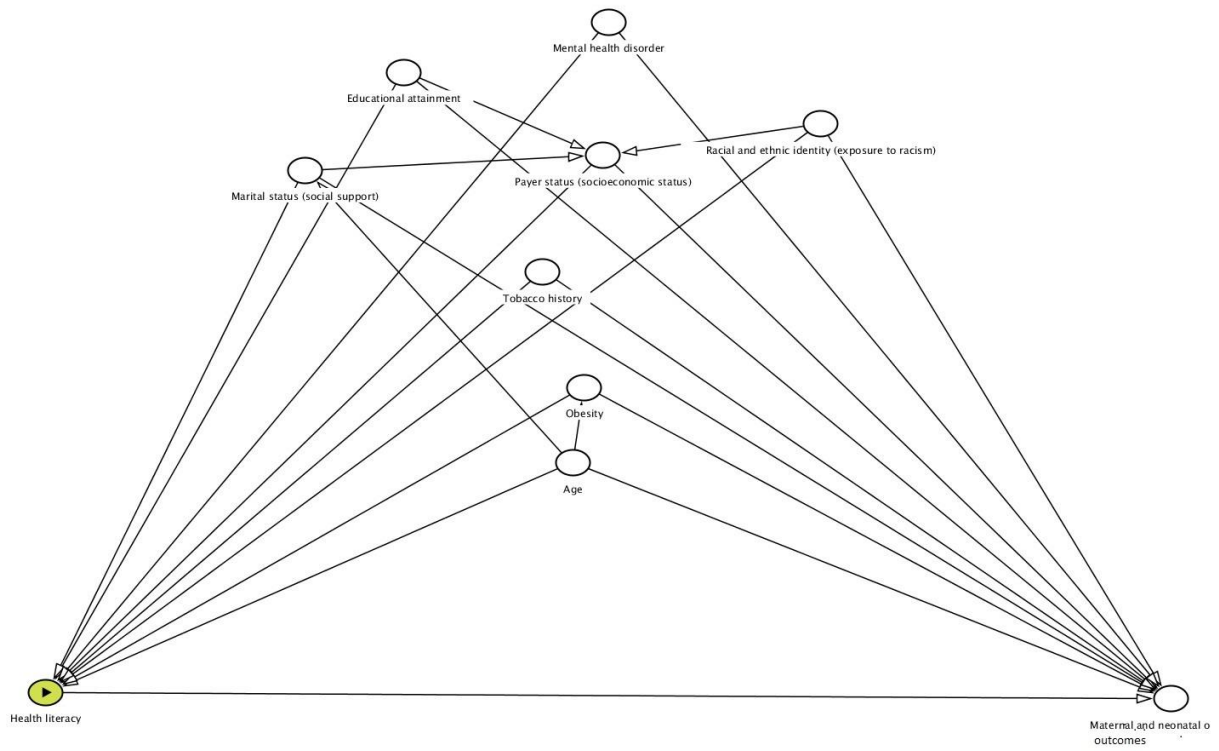 Mental health disorder
Educational attainment
Racial and ethnic identity (exposure to racism)
Payer status (socioeconomic status)
Marital status (social support)
Tobacco history
Obesity
Age
Health literacy
Maternal and neonatal o
outcomes